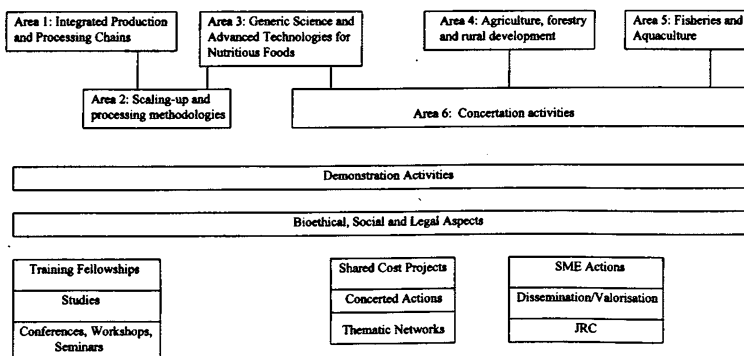 Area 1: Integrated Production
and Processing Chains
Area 3: Generic Science and
Advanced Technologies for
Nutritious Foods
Area 4: Agriculture, forestry
and rural development
Area 5: Fisheries and
Aquaculture
Area 2: Scaling-up and
processing methodologies
Area 6: Concertation activities
Demonstration Activities
Bioethical, Social and Legal Aspects
Training Fellowships
Studies
Conferences, Workshops,
Seminars
Shared Cost Projects
Concerted Actions
Thematic Networks
SME Actions
Dissemination/Valorisation
JRC